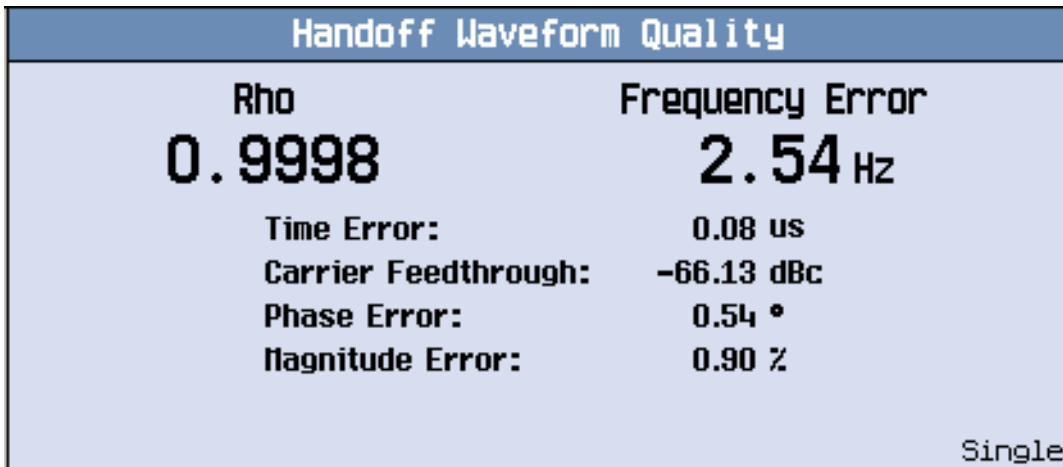 Handoff Waveform Quality
Rho Frequency Error
0.9998 2.54 Hz
Time Error: 0.08 us
Carrier Feedthrough: -66.13 dBc
Phase Error: 0.54 °
Magnitude Error: 0.90 %
Single